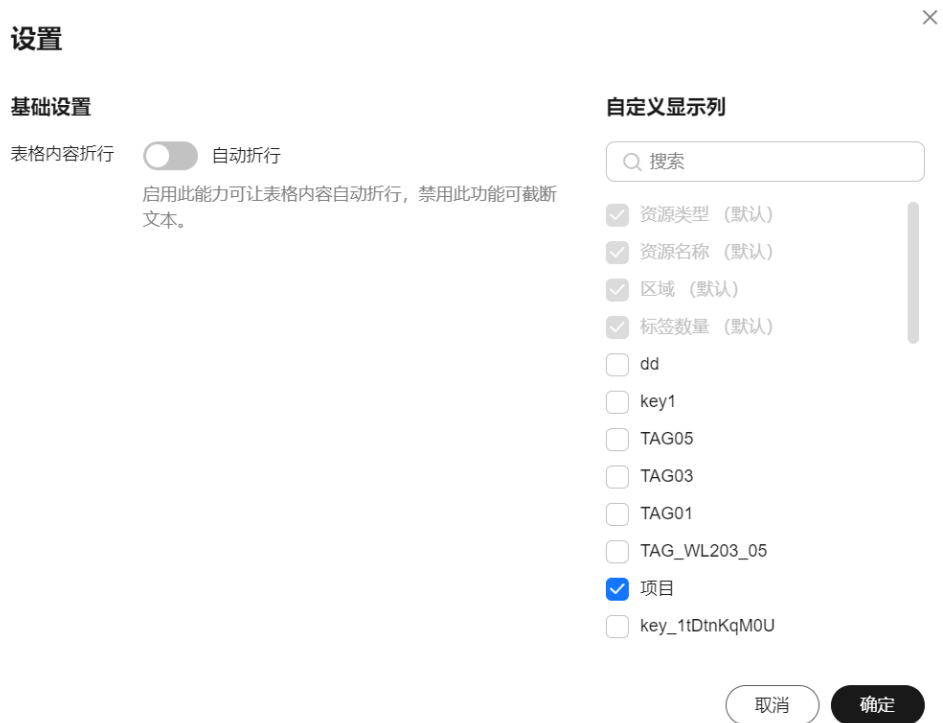 设置
基础设置
表格内容折行
自动折行
启用此能力可让表格内容自动折行，禁用此功能可截断
文本。
自定义显示列
搜索
资源类型 （默认）
资源名称 （默认）
区域 （默认）
标签数量 （默认）
dd
key1
TAG05
TAG03
TAG01
TAG_WL203_05
项目
key_1tDtnKqM0U
取消
确定